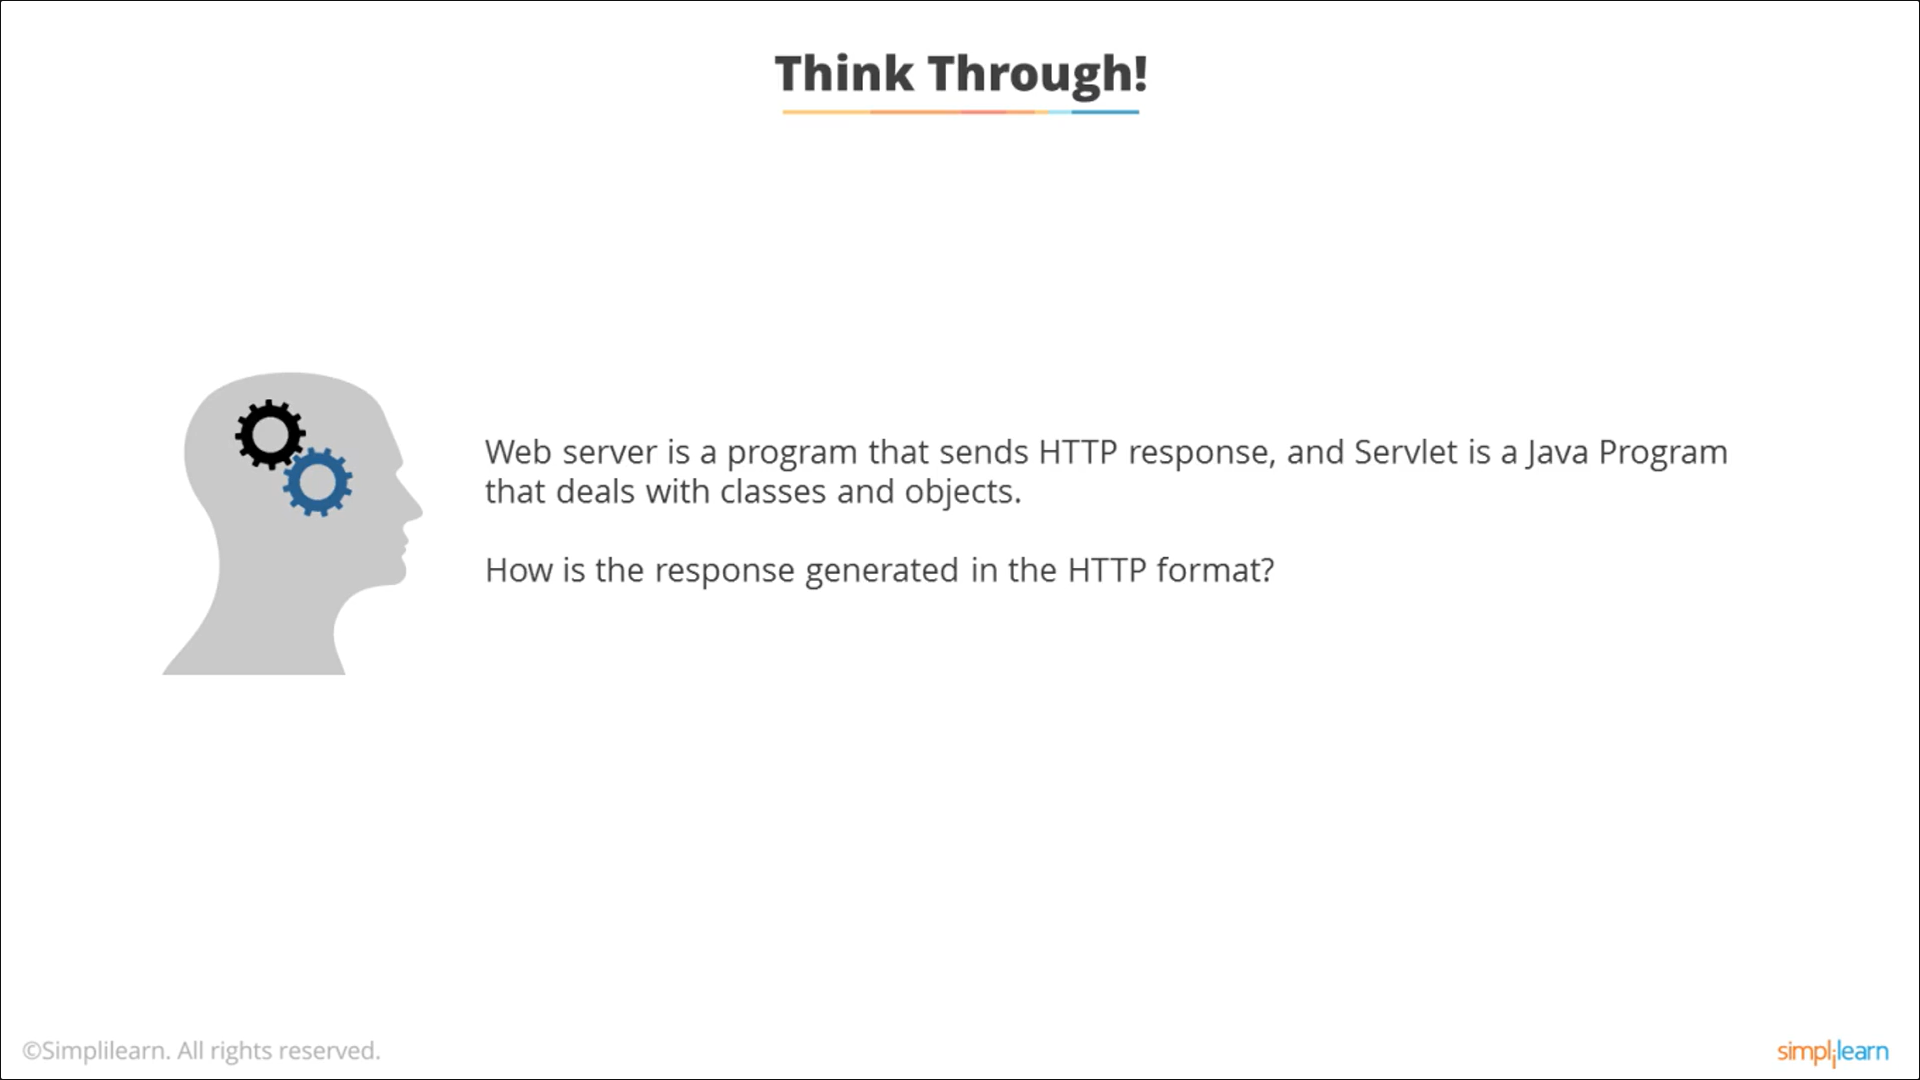 Think Through!
Web server is a program that sends HTTP response, and Servlet is a Java Program
that deals with classes and objects.
How is the response generated in the HTTP format?
©Simplilearn. All rights reserved.
simplilearn